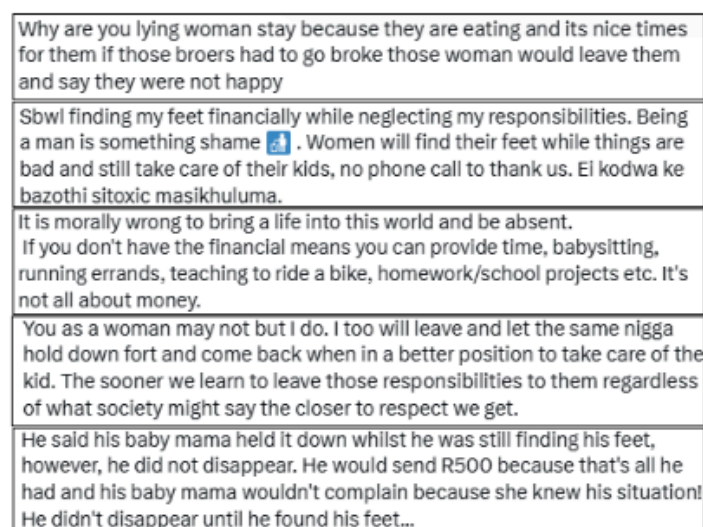 Why are you lying woman stay because they are eating and its nice times
for them if those broers had to go broke those woman would leave them
and say they were not happy
Sbwl finding my feet financially while neglecting my responsibilities. Being
a man is something shame 🚮 . Women will find their feet while things are
bad and still take care of their kids, no phone call to thank us. Ei kodwa ke
bazothi sitoxic masikhuluma.
It is morally wrong to bring a life into this world and be absent.
If you don't have the financial means you can provide time, babysitting,
running errands, teaching to ride a bike, homework/school projects etc. It's
not all about money.
You as a woman may not but I do. I too will leave and let the same nigga
hold down fort and come back when in a better position to take care of the
kid. The sooner we learn to leave those responsibilities to them regardless
of what society might say the closer to respect we get.
He said his baby mama held it down whilst he was still finding his feet,
however, he did not disappear. He would send R500 because that's all he
had and his baby mama wouldn't complain because she knew his situation!
He didn't disappear until he found his feet...